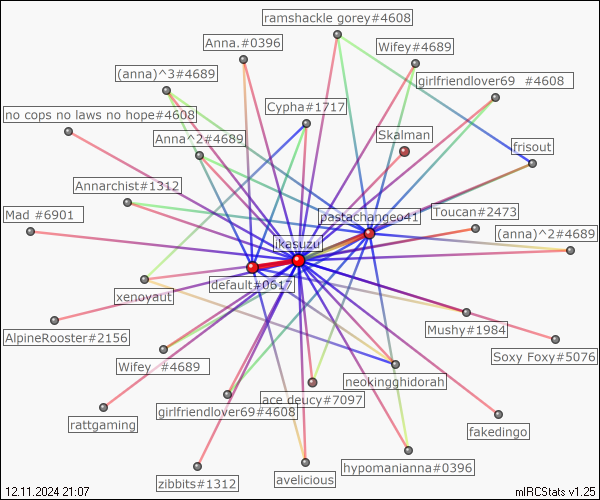 ramshackle gorey#4608
Anna.#0396
Wifey#4689
(anna)^3#4689
girlfriendlover69 #4608
no cops no laws no hope#4608
Cypha#1717
Anna^2#4689
Skalman
frisout
Annarchist#1312
Mad #6901
pastachangeo41
Toucan#2473
(anna)^2#4689
ikasuzu
default#0617
xenoyaut
AlpineRooster#2156
Mushy#1984
Soxy Foxy#5076
Wifey #4689
neokingghidorah
ace deucy#7097
girlfriendlover69#4608
rattgaming
fakedingo
hypomanianna#0396
avelicious
zibbits#1312
12.11.2024 21:07
mIRCStats v1.25